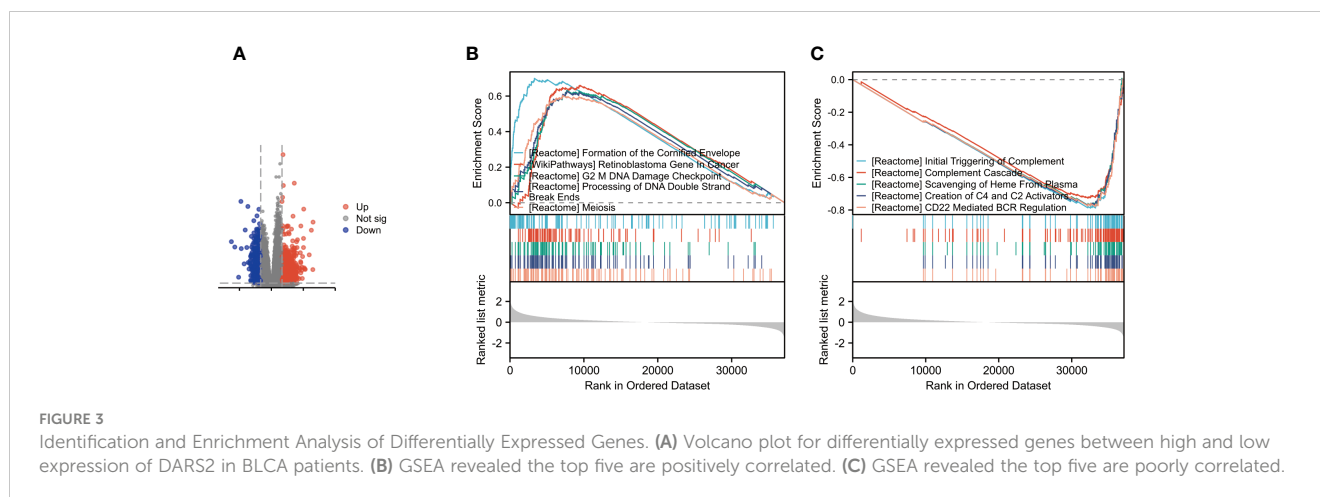 A
Up
Not sig
Down
B
Enrichment Score
0.6
0.4
0.2
0.0
[Reactome] Formation of the Cornified Envelope
[WikiPathways] Retinoblastoma Gene In Cancer
[Reactome] G2 M DNA Damage Checkpoint
[Reactome] Processing of DNA Double Strand
Break Ends
[Reactome] Meiosis
Ranked list metric
2
0
-2
0 10000 20000 30000
Rank in Ordered Dataset
C
Enrichment Score
0.0
-0.2
-0.4
-0.6
-0.8
[Reactome] Initial Triggering of Complement
[Reactome] Complement Cascade
[Reactome] Scavenging of Heme From Plasma
[Reactome] Creation of C4 and C2 Activators
[Reactome] CD22 Mediated BCR Regulation
Ranked list metric
2
0
-2
0 10000 20000 30000
Rank in Ordered Dataset
FIGURE 3
Identification and Enrichment Analysis of Differentially Expressed Genes. (A) Volcano plot for differentially expressed genes between high and low
expression of DARS2 in BLCA patients. (B) GSEA revealed the top five are positively correlated. (C) GSEA revealed the top five are poorly correlated.